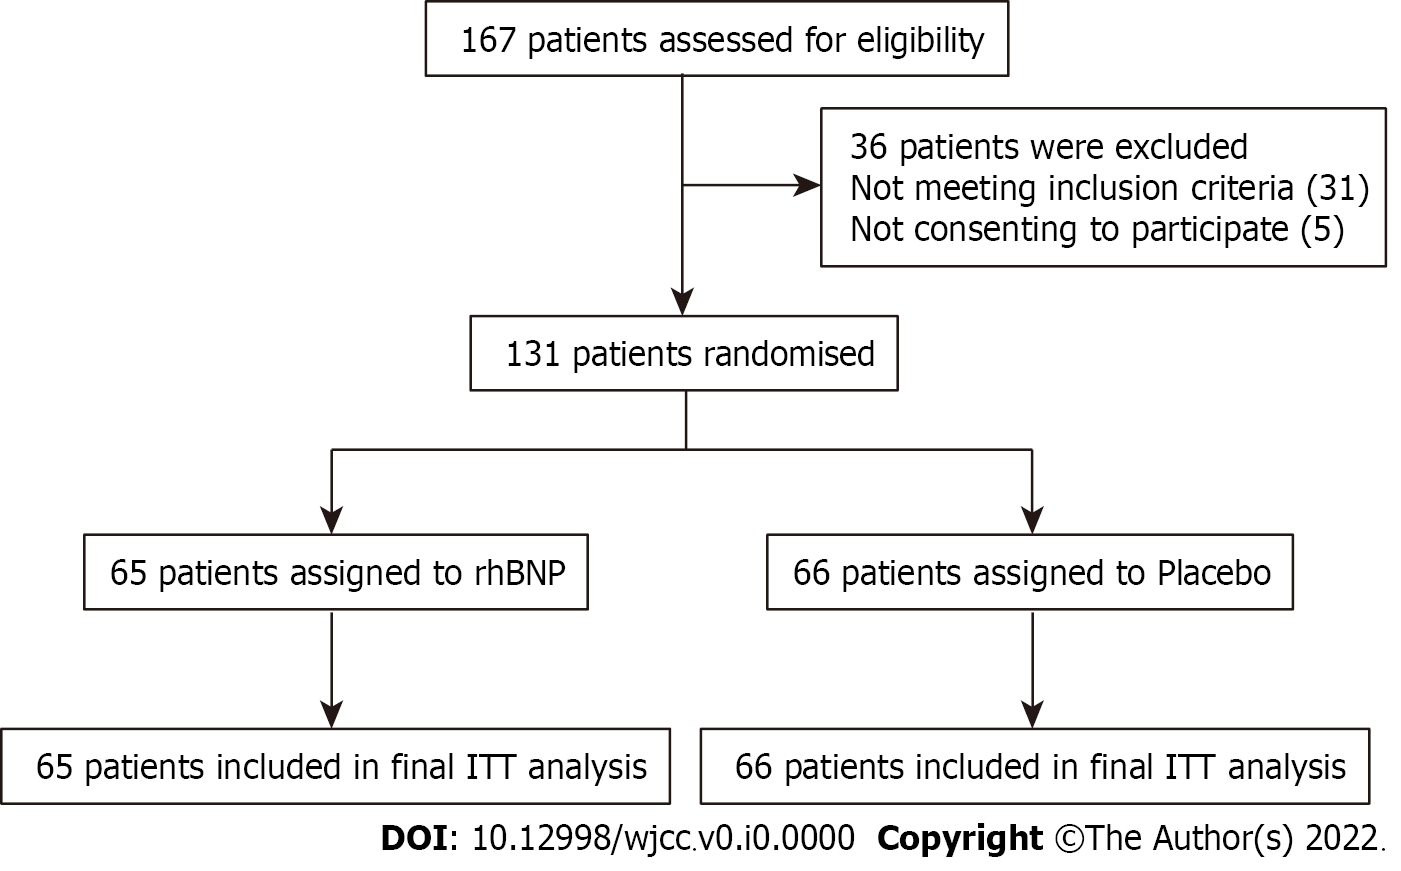 167 patients assessed for eligibility
36 patients were excluded
Not meeting inclusion criteria (31)
Not consenting to participate (5)
131 patients randomised
65 patients assigned to rhBNP
66 patients assigned to Placebo
65 patients included in final ITT analysis
66 patients included in final ITT analysis
DOI: 10.12998/wjcc.v0.i0.0000 Copyright ©The Author(s) 2022.